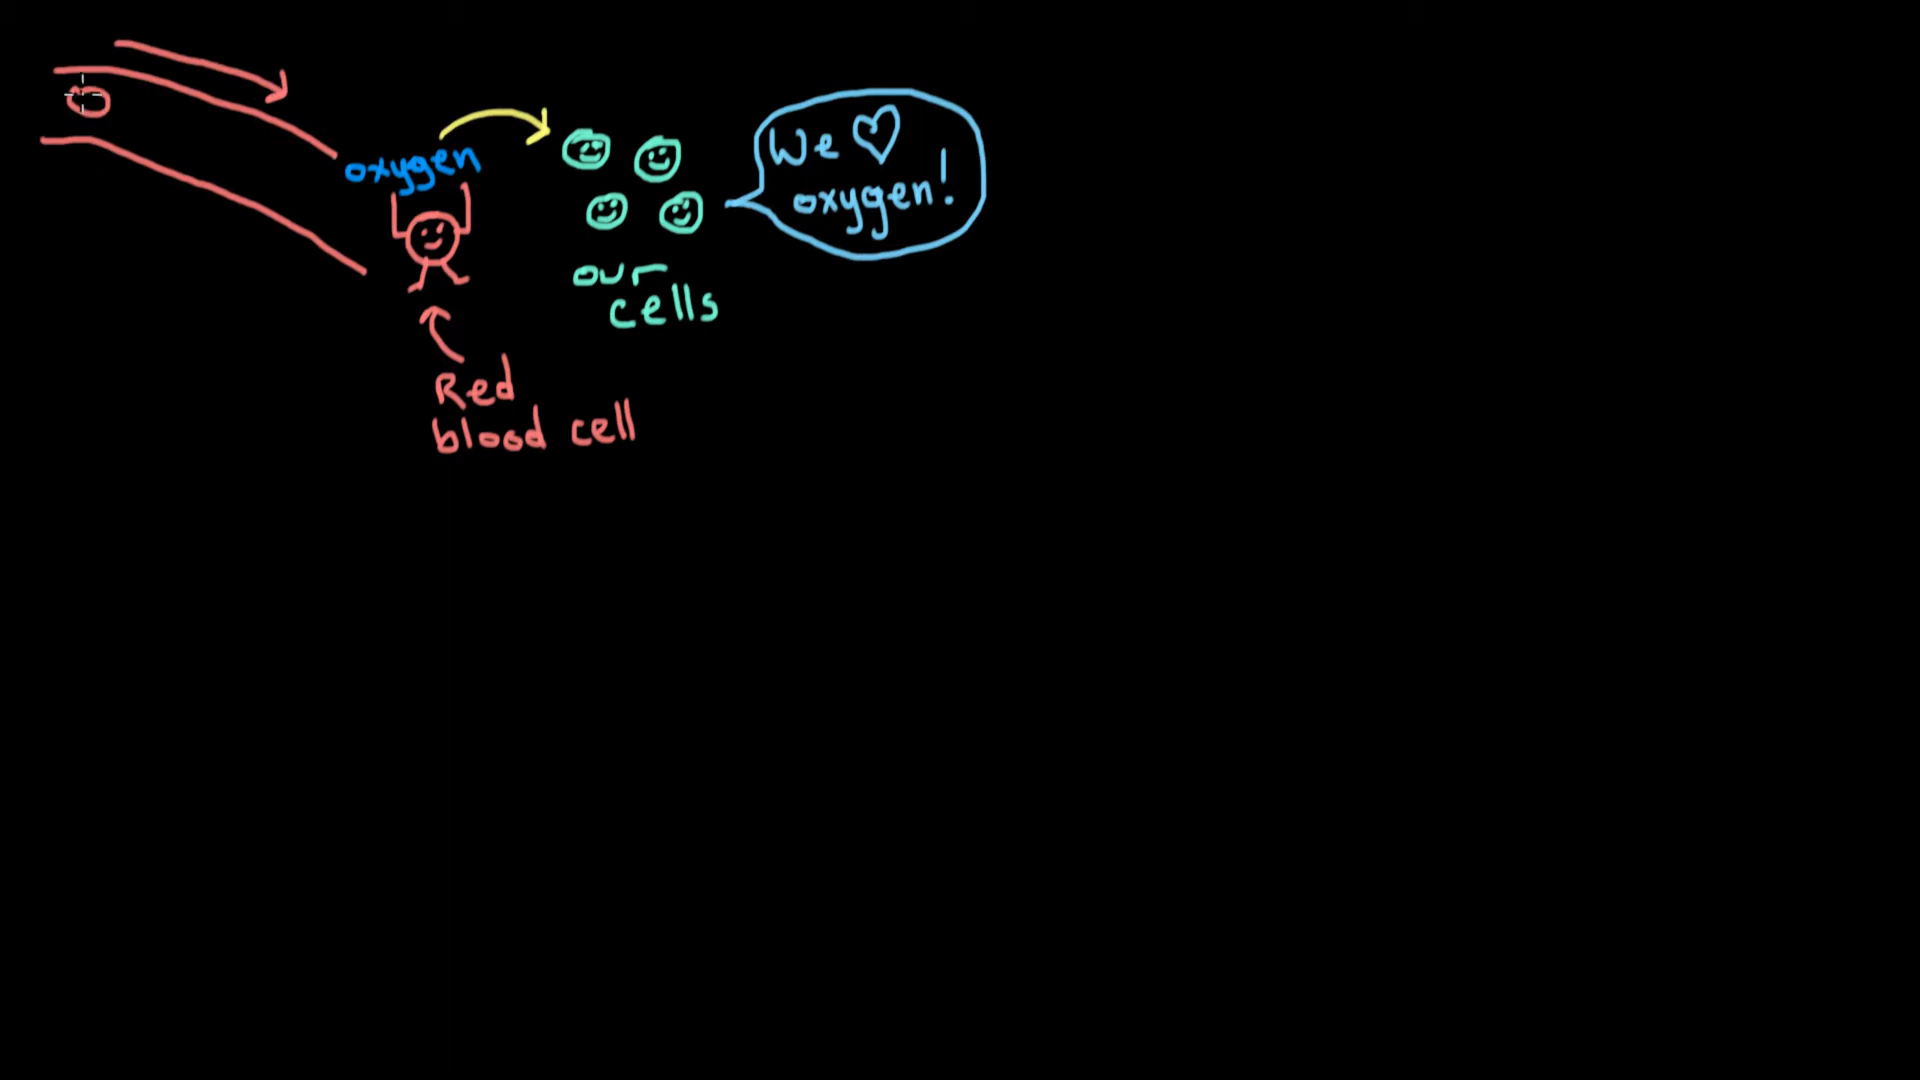 oxygen
We ♡
oxygen!
our
cells
Red
blood cell